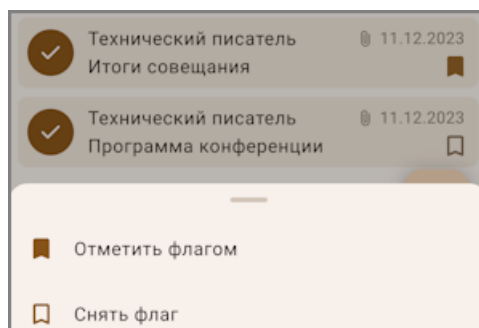 Технический писатель 11.12.2023
Итоги совещания
Технический писатель 11.12.2023
Программа конференции
Отметить флагом
Снять флаг